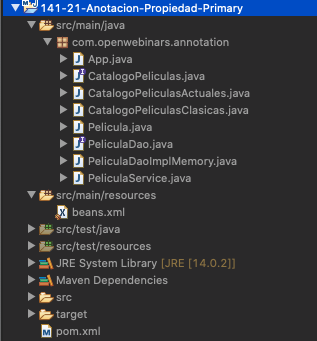 141-21-Anotacion-Propiedad-Primary
src/main/java
com.openwebinars.annotation
App.java
CatalogoPeliculas.java
CatalogoPeliculasActuales.java
CatalogoPeliculasClasicas.java
Pelicula.java
PeliculaDao.java
PeliculaDaoImplMemory.java
PeliculaService.java
src/main/resources
beans.xml
src/test/java
src/test/resources
JRE System Library [JRE [14.0.2]]
Maven Dependencies
src
target
pom.xml